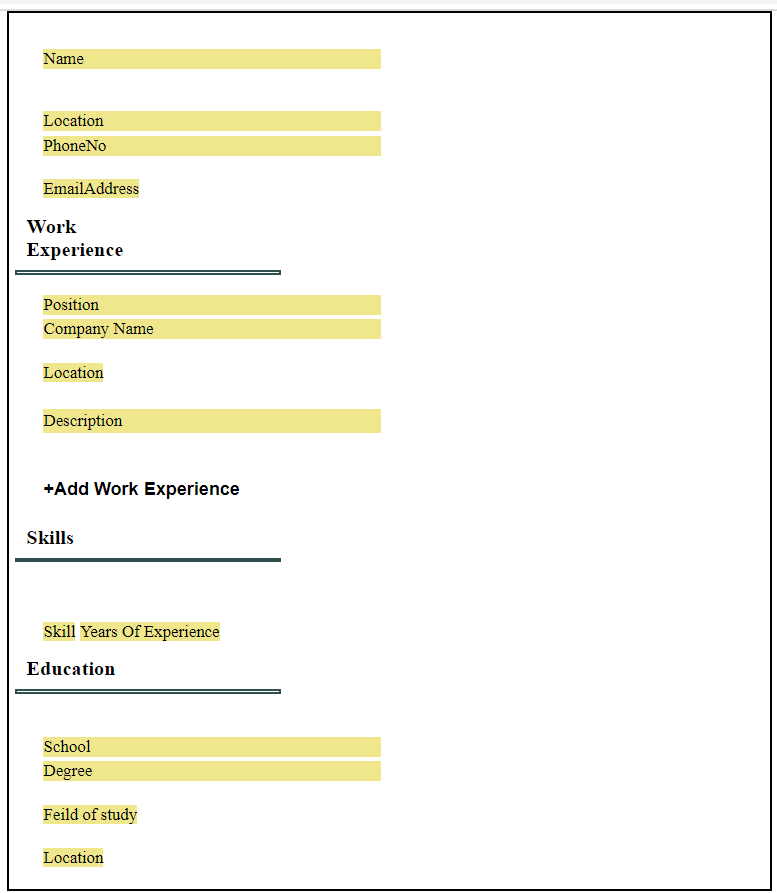 Name
Location
PhoneNo
EmailAddress
Work
Experience
Position
Company Name
Location
Description
+Add Work Experience
Skills
Skill Years Of Experience
Education
School
Degree
Feild of study
Location